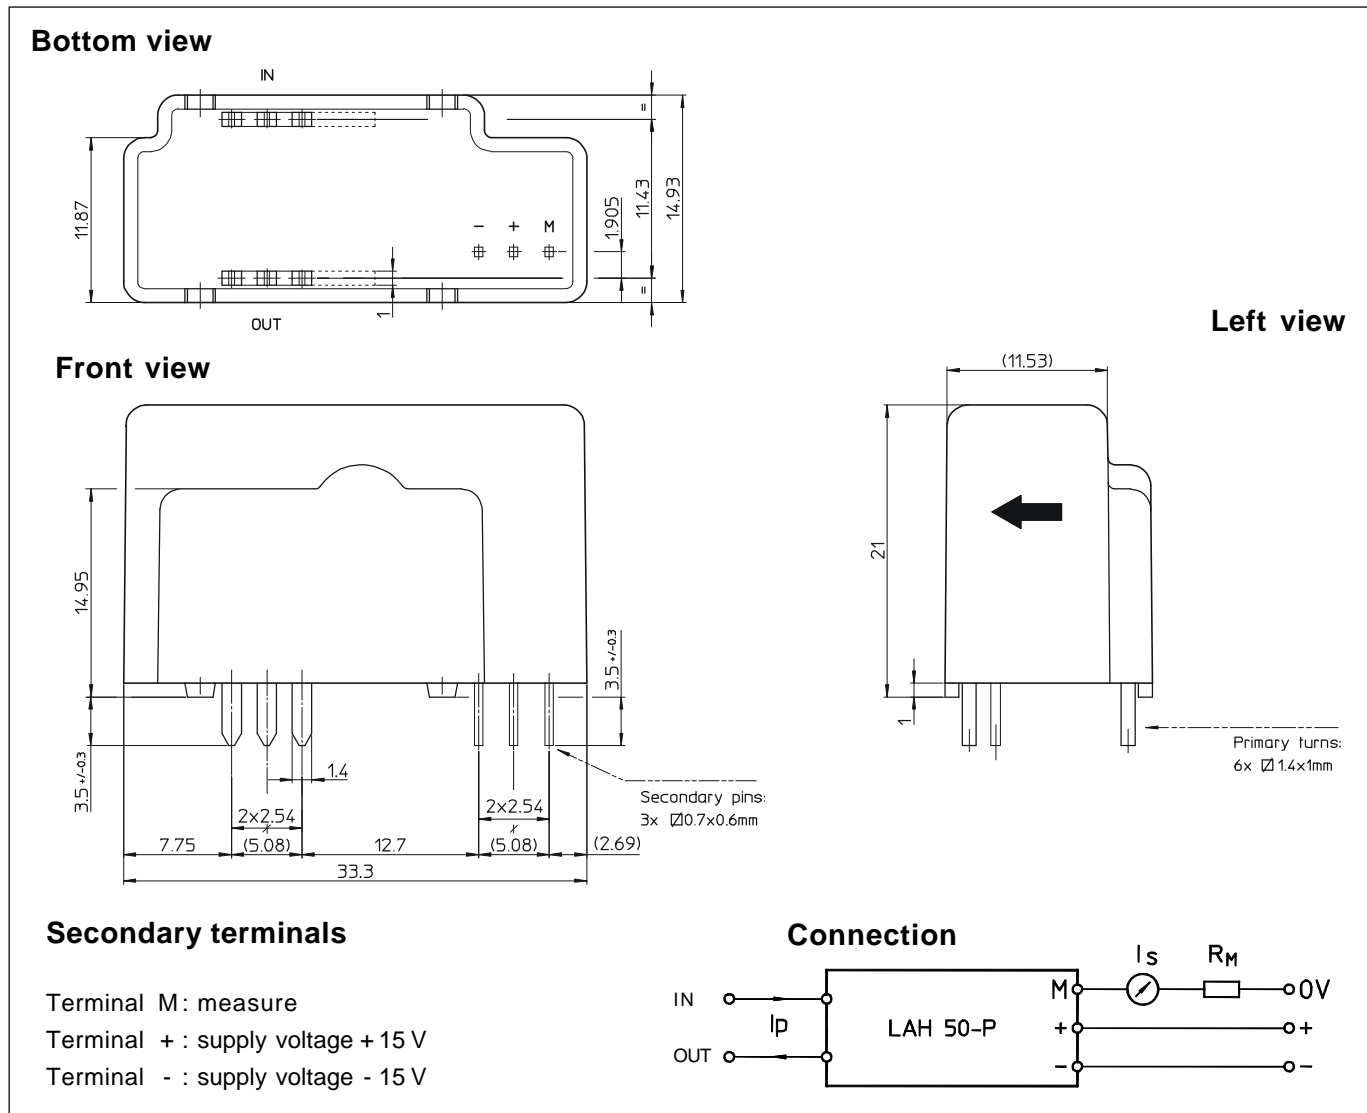 Bottom view
IN
=
11.87
- + M
1.905
11.43
14.93
1
=
OUT
Left view
Front view
(11.53)
14.95
21
3.5 +/-0.3
3.5 +/-0.3
1
1.4
Primary turns:
6x 1.4x1mm
2x2.54
2x2.54
Secondary pins:
3x 0.7x0.6mm
7.75
(5.08)
12.7
(5.08)
(2.69)
33.3
Secondary terminals
Connection
Terminal M : measure
Terminal + : supply voltage + 15 V
Terminal - : supply voltage - 15 V
IN
Ip
OUT
LAH 50-P
M
+
-
Is
RM
0V
+
-